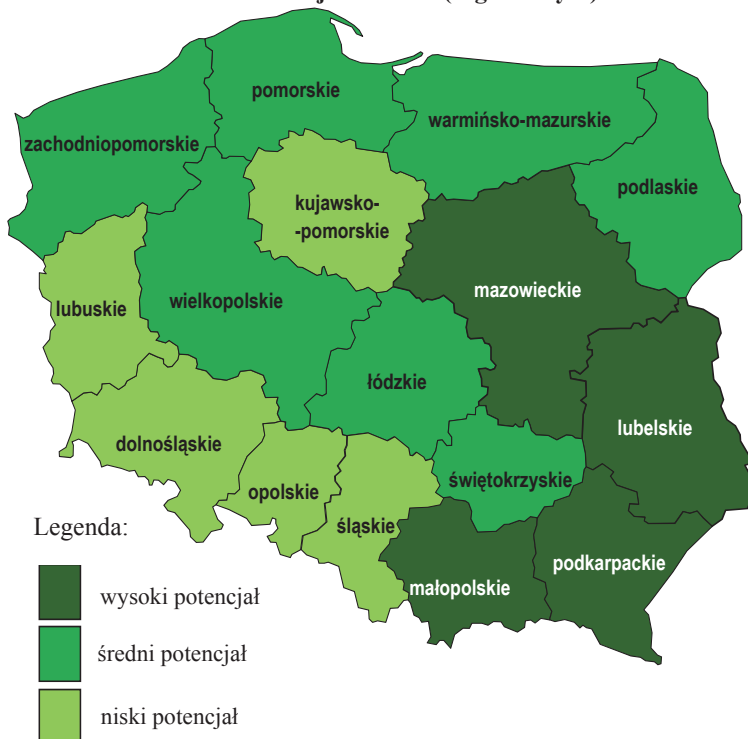 pomorskie
warmińsko-mazurskie
zachodniopomorskie
podlaskie
kujawsko-
-pomorskie
mazowieckie
wielkopolskie
lubuskie
łódzkie
lubelskie
dolnośląskie
świętokrzyskie
opolskie
śląskie
podkarpackie
małopolskie
Legenda:
wysoki potencjał
średni potencjał
niski potencjał